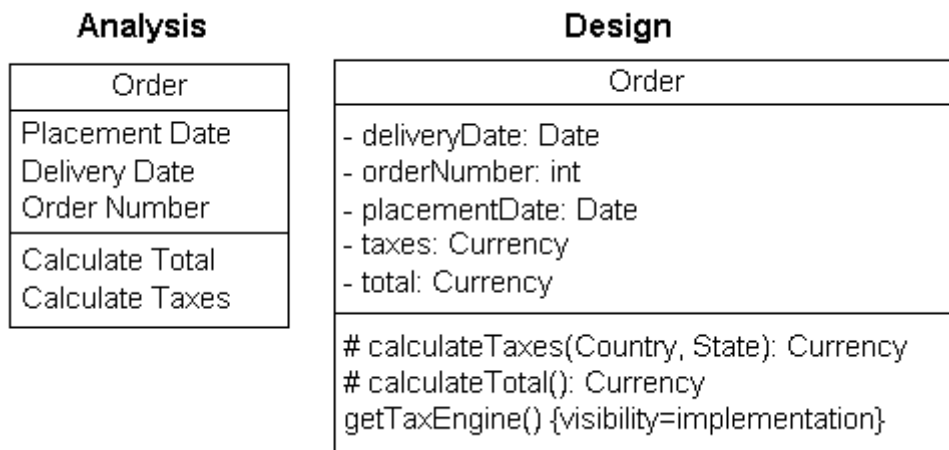 Analysis
Order
Placement Date
Delivery Date
Order Number
Calculate Total
Calculate Taxes
Design
Order
- deliveryDate: Date
- orderNumber: int
- placementDate: Date
- taxes: Currency
- total: Currency
# calculateTaxes(Country, State): Currency
# calculateTotal(): Currency
getTaxEngine() {visibility=implementation}